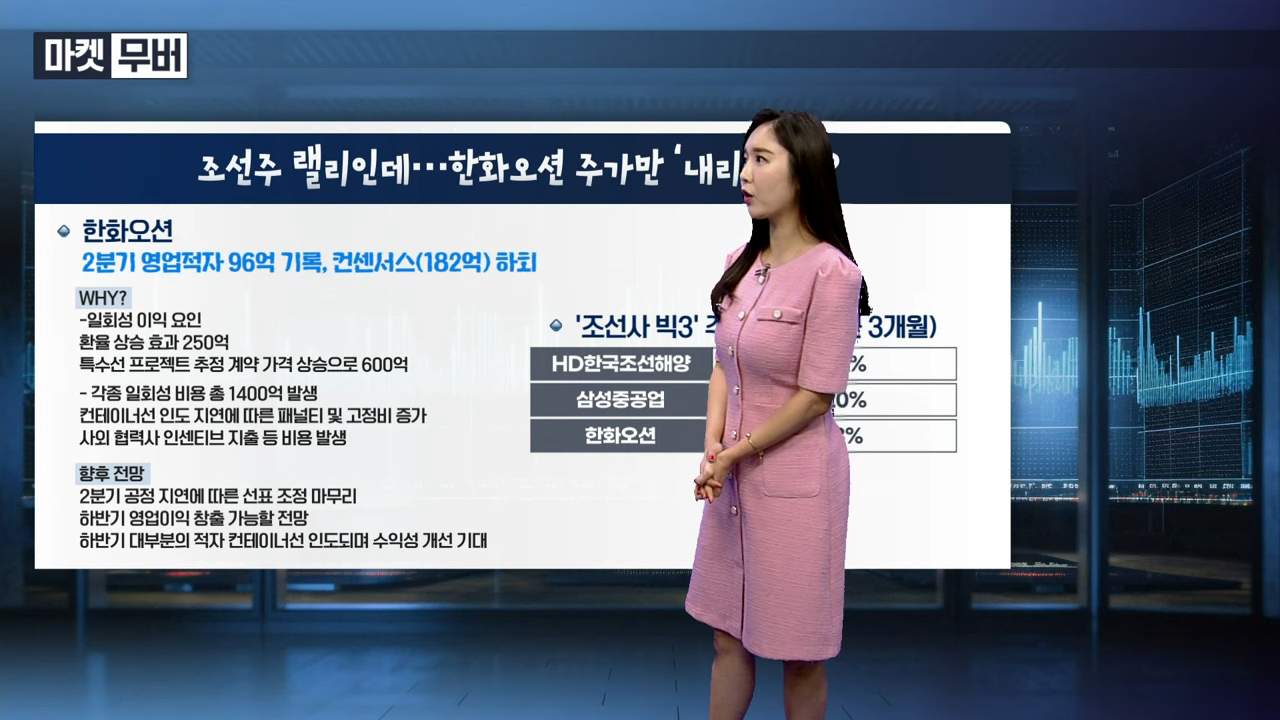 마켓무버
조선주 랠리인데···한화오션 주가만 '내리
한화오션
2분기 영업적자 96억 기록, 컨센서스(182억) 하회
WHY?
-일회성 이익 요인
환율 상승 효과 250억
특수선 프로젝트 추정 계약 가격 상승으로 600억
- 각종 일회성 비용 총 1400억 발생
컨테이너선 인도 지연에 따른 패널티 및 고정비 증가
사외 협력사 인센티브 지출 등 비용 발생
향후 전망
2분기 공정 지연에 따른 선표 조정 마무리
하반기 영업이익 창출 가능할 전망
하반기 대부분의 적자 컨테이너선 인도되며 수익성 개선 기대
'조선사 빅3' 3개월)
HD한국조선해양 %
삼성중공업 0%
한화오션 %